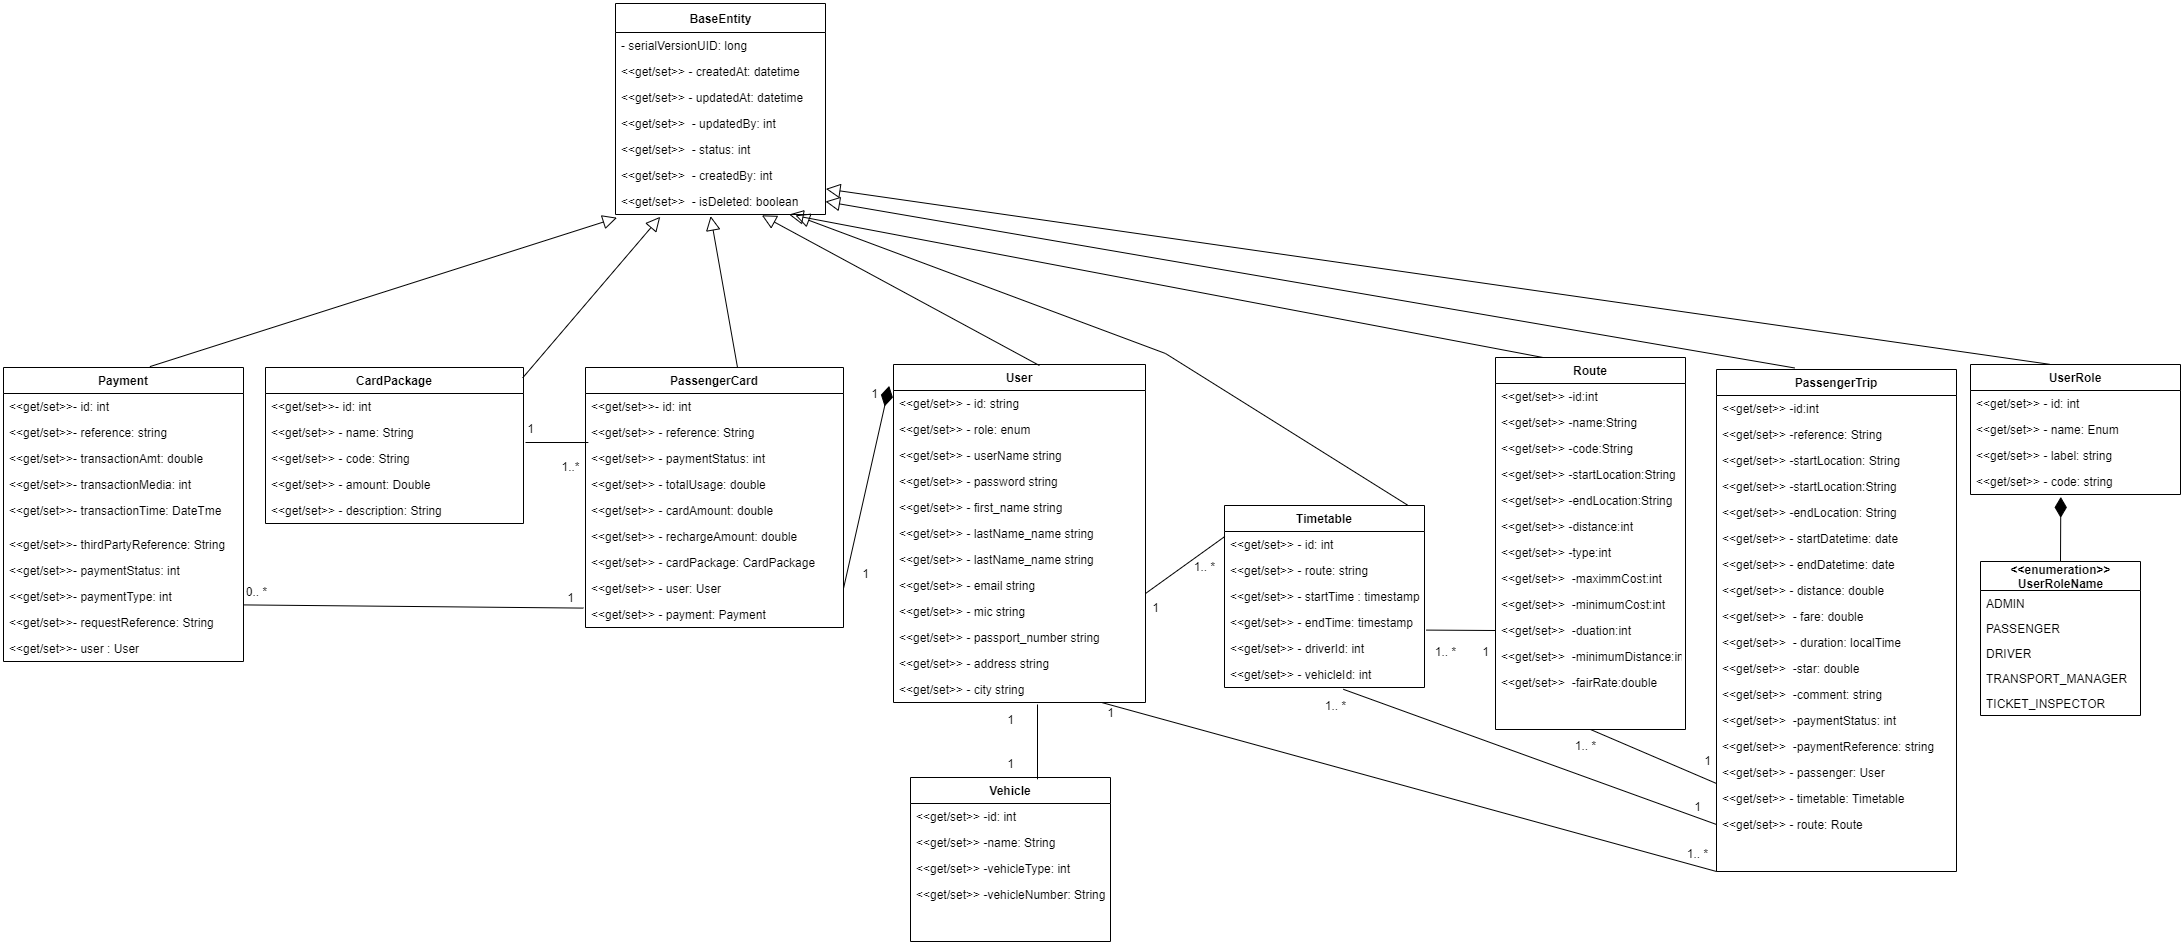 BaseEntity
- serialVersionUID: long
<<get/set>> - createdAt: datetime
<<get/set>> - updatedAt: datetime
<<get/set>> - updatedBy: int
<<get/set>> - status: int
<<get/set>> - createdBy: int
<<get/set>> - isDeleted: boolean
Payment
<<get/set>>- id: int
<<get/set>>- reference: string
<<get/set>>- transactionAmt: double
<<get/set>>- transactionMedia: int
<<get/set>>- transactionTime: DateTme
<<get/set>>- thirdPartyReference: String
<<get/set>>- paymentStatus: int
<<get/set>>- paymentType: int
<<get/set>>- requestReference: String
<<get/set>>- user : User
0.. *
1
CardPackage
<<get/set>>- id: int
<<get/set>> - name: String
<<get/set>> - code: String
<<get/set>> - amount: Double
<<get/set>> - description: String
1
1..*
PassengerCard
<<get/set>>- id: int
<<get/set>> - reference: String
<<get/set>> - paymentStatus: int
<<get/set>> - totalUsage: double
<<get/set>> - cardAmount: double
<<get/set>> - rechargeAmount: double
<<get/set>> - cardPackage: CardPackage
<<get/set>> - user: User
<<get/set>> - payment: Payment
1
1
User
<<get/set>> - id: string
<<get/set>> - role: enum
<<get/set>> - userName string
<<get/set>> - password string
<<get/set>> - first_name string
<<get/set>> - lastName_name string
<<get/set>> - lastName_name string
<<get/set>> - email string
<<get/set>> - mic string
<<get/set>> - passport_number string
<<get/set>> - address string
<<get/set>> - city string
1.. *
1
1
1
1
Vehicle
<<get/set>> -id: int
<<get/set>> -name: String
<<get/set>> -vehicleType: int
<<get/set>> -vehicleNumber: String
Timetable
<<get/set>> - id: int
<<get/set>> - route: string
<<get/set>> - startTime : timestamp
<<get/set>> - endTime: timestamp
<<get/set>> - driverId: int
<<get/set>> - vehicleId: int
1.. *
1
1.. *
Route
<<get/set>> -id:int
<<get/set>> -name:String
<<get/set>> -code:String
<<get/set>> -startLocation:String
<<get/set>> -endLocation:String
<<get/set>> -distance:int
<<get/set>> -type:int
<<get/set>> -maximmCost:int
<<get/set>> -minimumCost:int
<<get/set>> -duation:int
<<get/set>> -minimumDistance:in
<<get/set>> -fairRate:double
1.. *
1
1
1.. *
PassengerTrip
<<get/set>> -id:int
<<get/set>> -reference: String
<<get/set>> -startLocation: String
<<get/set>> -startLocation:String
<<get/set>> -endLocation: String
<<get/set>> - startDatetime: date
<<get/set>> - endDatetime: date
<<get/set>> - distance: double
<<get/set>> - fare: double
<<get/set>> - duration: localTime
<<get/set>> -star: double
<<get/set>> -comment: string
<<get/set>> -paymentStatus: int
<<get/set>> -paymentReference: string
<<get/set>> - passenger: User
<<get/set>> - timetable: Timetable
<<get/set>> - route: Route
UserRole
<<get/set>> - id: int
<<get/set>> - name: Enum
<<get/set>> - label: string
<<get/set>> - code: string
<<enumeration>>
UserRoleName
ADMIN
PASSENGER
DRIVER
TRANSPORT_MANAGER
TICKET_INSPECTOR